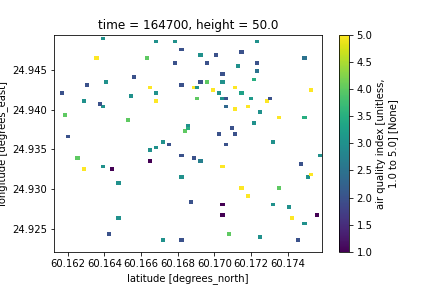 time = 164700, height = 50.0
5.0
4.5
4.0
3.5
3.0
2.5
2.0
1.5
1.0
24.945
24.940
24.935
24.930
24.925
60.162 60.164 60.166 60.168 60.170 60.172 60.174
latitude [degrees_north]
longitude [degrees_east]
air quality index [unitless,
1.0 to 5.0] [None]